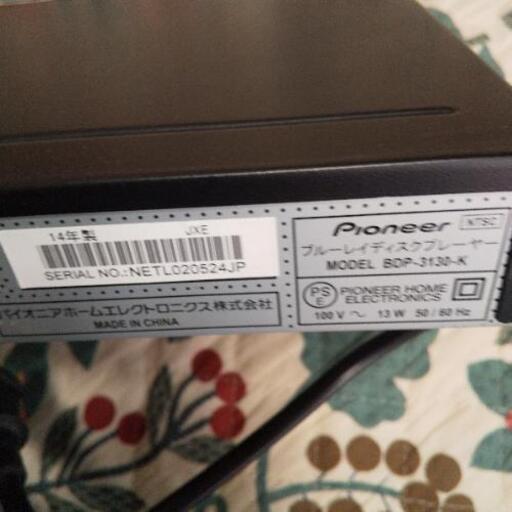 14年製 JXE
SERIAL NO.:NETL020524JP
パイオニアホームエレクトロニクス株式会社
MADE IN CHINA
Pioneer NTSC
ブルーレイディスクプレーヤー
MODEL BDP-3130-K
PS E PIONEER HOME
ELECTRONICS
100 V ~ 13 W 50 / 60 Hz